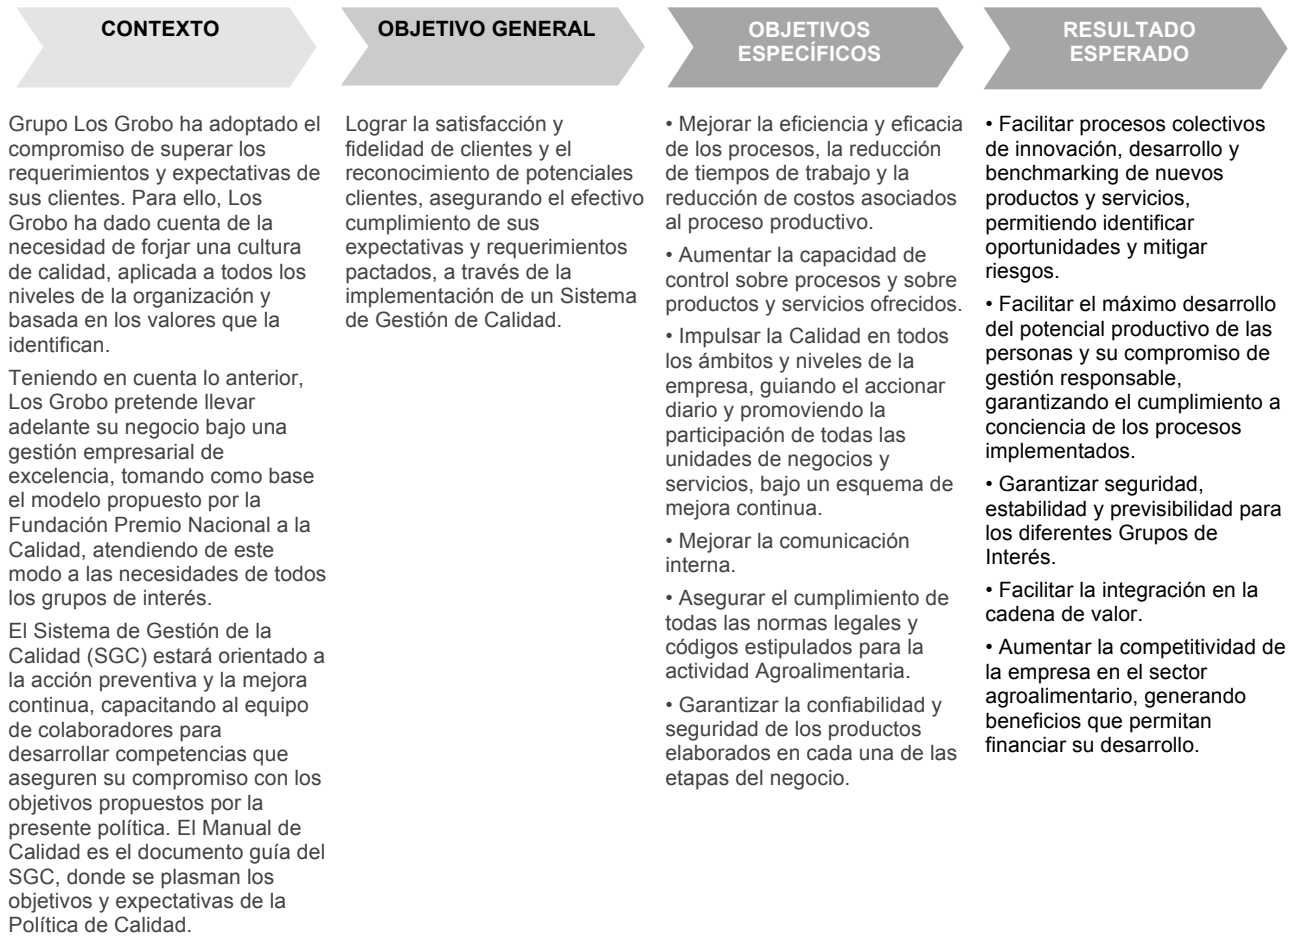 CONTEXTO
Grupo Los Grobo ha adoptado el
compromiso de superar los
requerimientos y expectativas de
sus clientes. Para ello, Los
Grobo ha dado cuenta de la
necesidad de forjar una cultura
de calidad, aplicada a todos los
niveles de la organización y
basada en los valores que la
identifican.
Teniendo en cuenta lo anterior,
Los Grobo pretende llevar
adelante su negocio bajo una
gestión empresarial de
excelencia, tomando como base
el modelo propuesto por la
Fundación Premio Nacional a la
Calidad, atendiendo de este
modo a las necesidades de todos
los grupos de interés.
El Sistema de Gestión de la
Calidad (SGC) estará orientado a
la acción preventiva y la mejora
continua, capacitando al equipo
de colaboradores para
desarrollar competencias que
aseguren su compromiso con los
objetivos propuestos por la
presente política. El Manual de
Calidad es el documento guía del
SGC, donde se plasman los
objetivos y expectativas de la
Política de Calidad.
OBJETIVO GENERAL
Lograr la satisfacción y
fidelidad de clientes y el
reconocimiento de potenciales
clientes, asegurando el efectivo
cumplimiento de sus
expectativas y requerimientos
pactados, a través de la
implementación de un Sistema
de Gestión de Calidad.
OBJETIVOS
ESPECÍFICOS
• Mejorar la eficiencia y eficacia
de los procesos, la reducción
de tiempos de trabajo y la
reducción de costos asociados
al proceso productivo.
• Aumentar la capacidad de
control sobre procesos y sobre
productos y servicios ofrecidos.
• Impulsar la Calidad en todos
los ámbitos y niveles de la
empresa, guiando el accionar
diario y promoviendo la
participación de todas las
unidades de negocios y
servicios, bajo un esquema de
mejora continua.
• Mejorar la comunicación
interna.
• Asegurar el cumplimiento de
todas las normas legales y
códigos estipulados para la
actividad Agroalimentaria.
• Garantizar la confiabilidad y
seguridad de los productos
elaborados en cada una de las
etapas del negocio.
RESULTADO
ESPERADO
• Facilitar procesos colectivos
de innovación, desarrollo y
benchmarking de nuevos
productos y servicios,
permitiendo identificar
oportunidades y mitigar
riesgos.
• Facilitar el máximo desarrollo
del potencial productivo de las
personas y su compromiso de
gestión responsable,
garantizando el cumplimiento a
conciencia de los procesos
implementados.
• Garantizar seguridad,
estabilidad y previsibilidad para
los diferentes Grupos de
Interés.
• Facilitar la integración en la
cadena de valor.
• Aumentar la competitividad de
la empresa en el sector
agroalimentario, generando
beneficios que permitan
financiar su desarrollo.